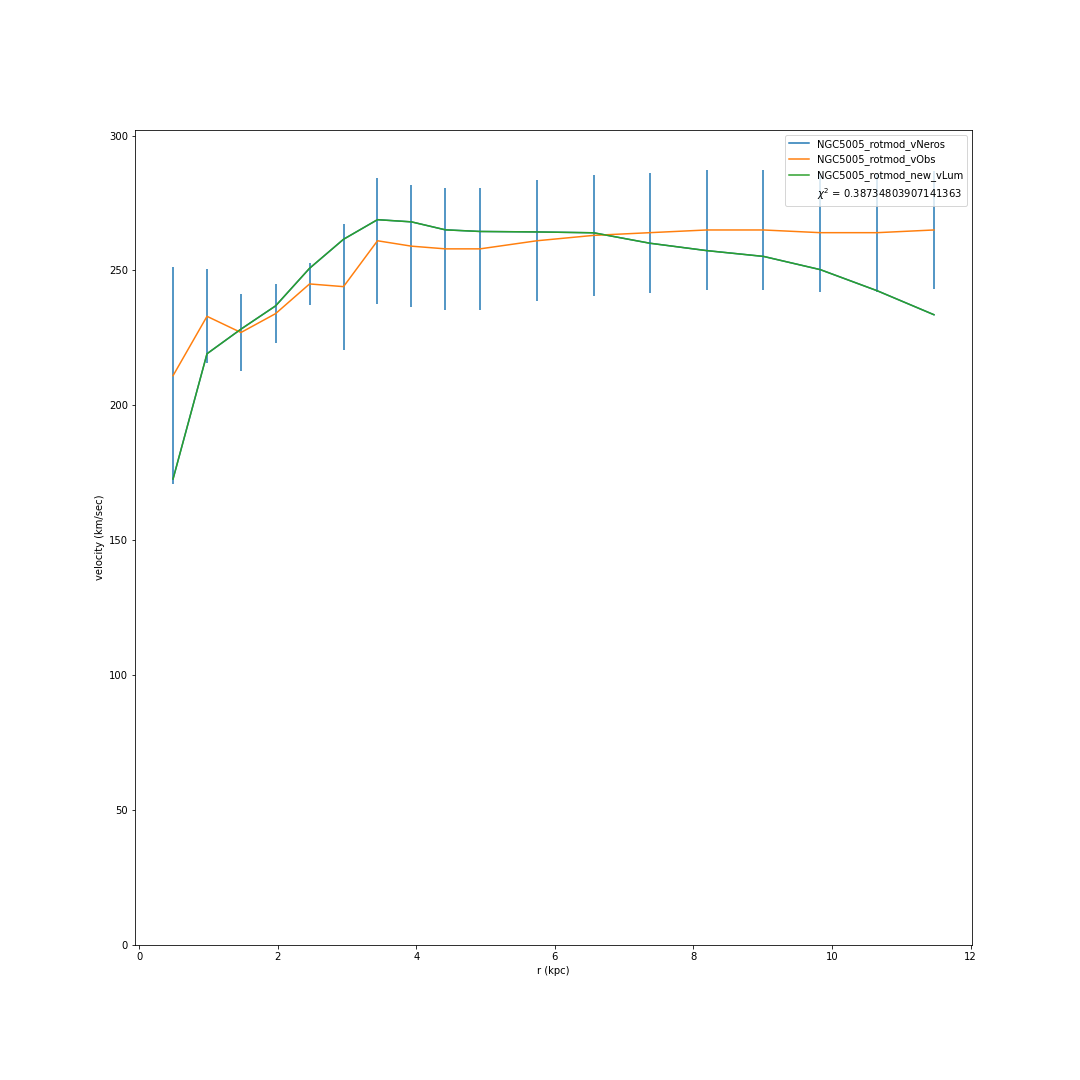 300
250
200
150
100
50
0
velocity (km/sec)
NGC5005_rotmod_vNeros
NGC5005_rotmod_vObs
NGC5005_rotmod_new_vLum
χ² = 0.38734803907141363
0 2 4 6 8 10 12
r (kpc)